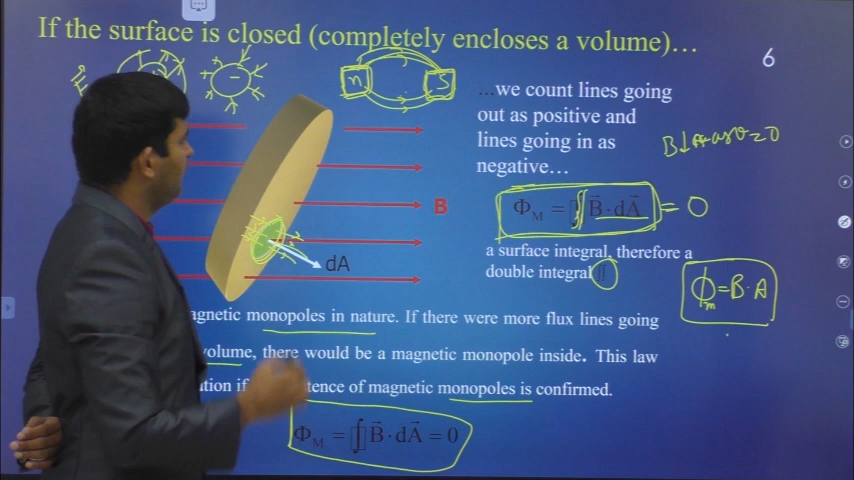 If the surface is closed (completely encloses a volume)…
6
n
S
–
…we count lines going
out as positive and
lines going in as
negative…
B
dA
Φ_M = ∯ B⃗ · dA⃗ = 0
a surface integral, therefore a
double integral ∬
ϕ_m = B · A
agnetic monopoles in nature. If there were more flux lines going
volume, there would be a magnetic monopole inside. This law
tion if tence of magnetic monopoles is confirmed.
Φ_M = ∯ B⃗ · dA⃗ = 0